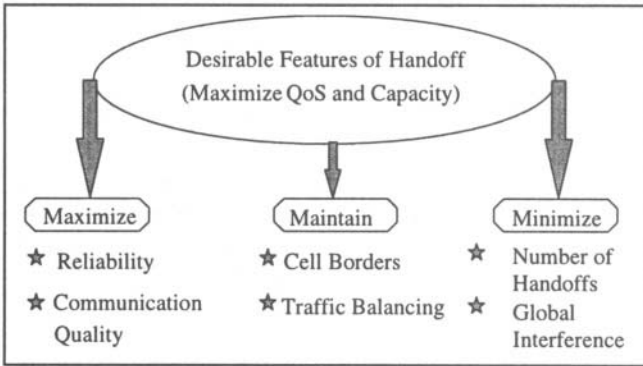 Desirable Features of Handoff
(Maximize QoS and Capacity)
Maximize
Reliability
Communication
Quality
Maintain
Cell Borders
Traffic Balancing
Minimize
Number of
Handoffs
Global
Interference